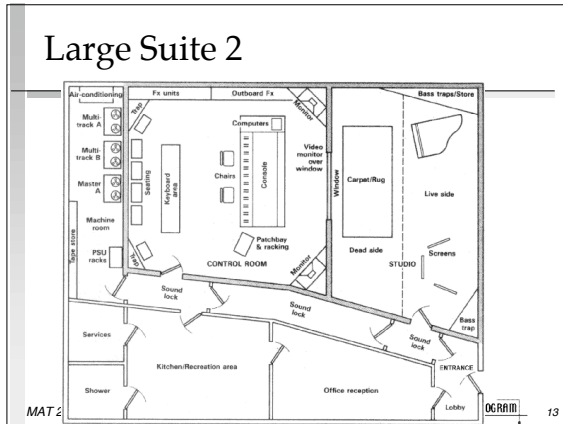 Large Suite 2
Air-conditioning
Fx units
Outboard Fx
Bass traps/Store
Trap
Monitor
Computers
Multi-
track A
Multi-
track B
Master
A
Machine
room
Tape store
PSU
racks
Seating
Keyboard
area
Chairs
Console
Video
monitor
over
window
Window
Carpet/Rug
Live side
Dead side
Screens
STUDIO
Patchbay
& racking
Trap
CONTROL ROOM
Monitor
Bass
trap
Sound
lock
Sound
lock
Sound
lock
Services
Kitchen/Recreation area
ENTRANCE
Shower
Office reception
Lobby
MAT 2
OGRAM
13